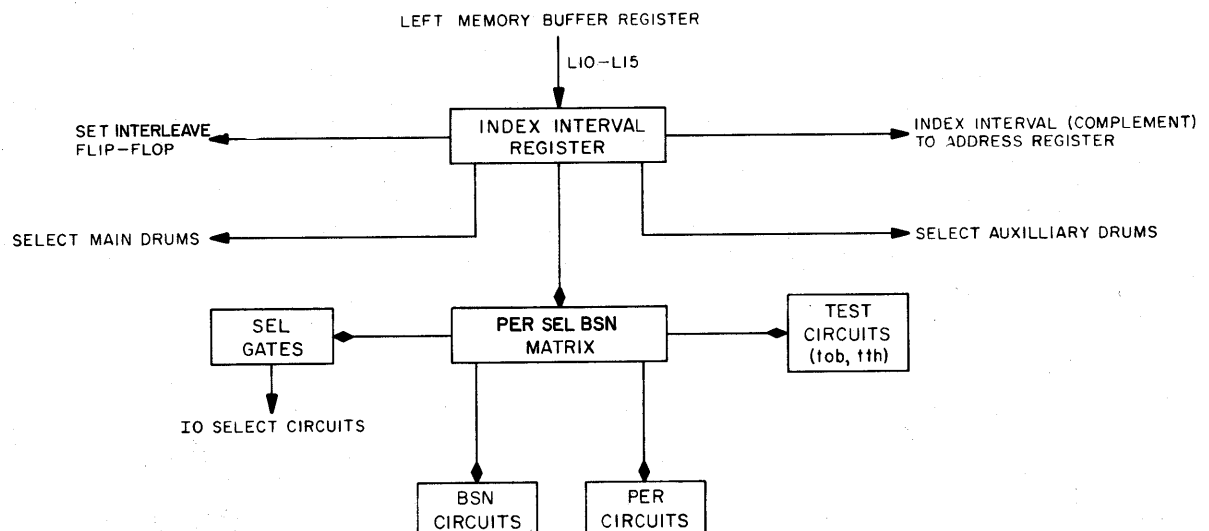 LEFT MEMORY BUFFER REGISTER
L10-L15
SET INTERLEAVE
FLIP-FLOP
INDEX INTERVAL
REGISTER
INDEX INTERVAL (COMPLEMENT)
TO ADDRESS REGISTER
SELECT MAIN DRUMS
SELECT AUXILLIARY DRUMS
SEL
GATES
PER SEL BSN
MATRIX
TEST
CIRCUITS
(tob, tth)
IO SELECT CIRCUITS
BSN
CIRCUITS
PER
CIRCUITS